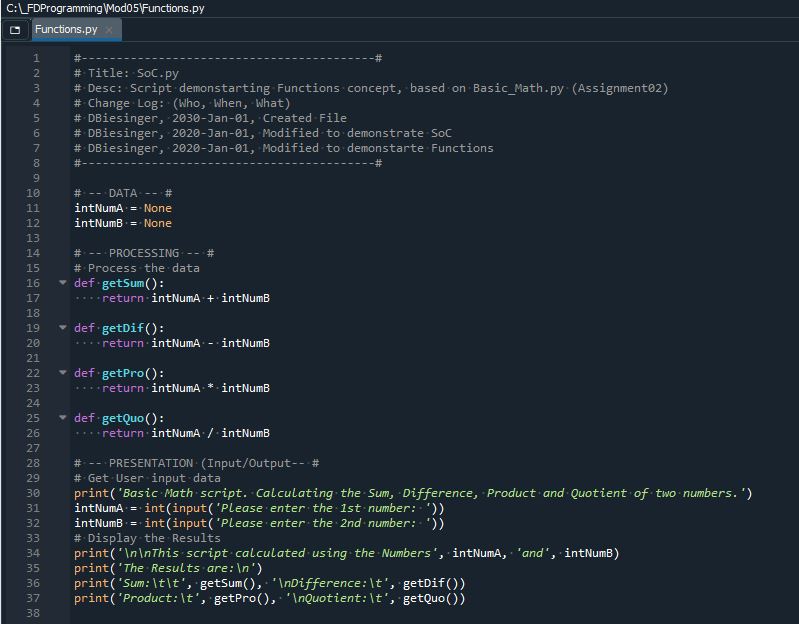 C:\_FDProgramming\Mod05\Functions.py
Functions.py ×
1 #------------------------------------------#
2 # Title: SoC.py
3 # Desc: Script demonstarting Functions concept, based on Basic_Math.py (Assignment02)
4 # Change Log: (Who, When, What)
5 # DBiesinger, 2030-Jan-01, Created File
6 # DBiesinger, 2020-Jan-01, Modified to demonstrate SoC
7 # DBiesinger, 2020-Jan-01, Modified to demonstarte Functions
8 #------------------------------------------#
9
10 # -- DATA -- #
11 intNumA = None
12 intNumB = None
13
14 # -- PROCESSING -- #
15 # Process the data
16 def getSum():
17     return intNumA + intNumB
18
19 def getDif():
20     return intNumA - intNumB
21
22 def getPro():
23     return intNumA * intNumB
24
25 def getQuo():
26     return intNumA / intNumB
27
28 # -- PRESENTATION (Input/Output-- #
29 # Get User input data
30 print('Basic Math script. Calculating the Sum, Difference, Product and Quotient of two numbers.')
31 intNumA = int(input('Please enter the 1st number: '))
32 intNumB = int(input('Please enter the 2nd number: '))
33 # Display the Results
34 print('\n\nThis script calculated using the Numbers', intNumA, 'and', intNumB)
35 print('The Results are:\n')
36 print('Sum:\t\t', getSum(), '\nDifference:\t', getDif())
37 print('Product:\t', getPro(), '\nQuotient:\t', getQuo())
38